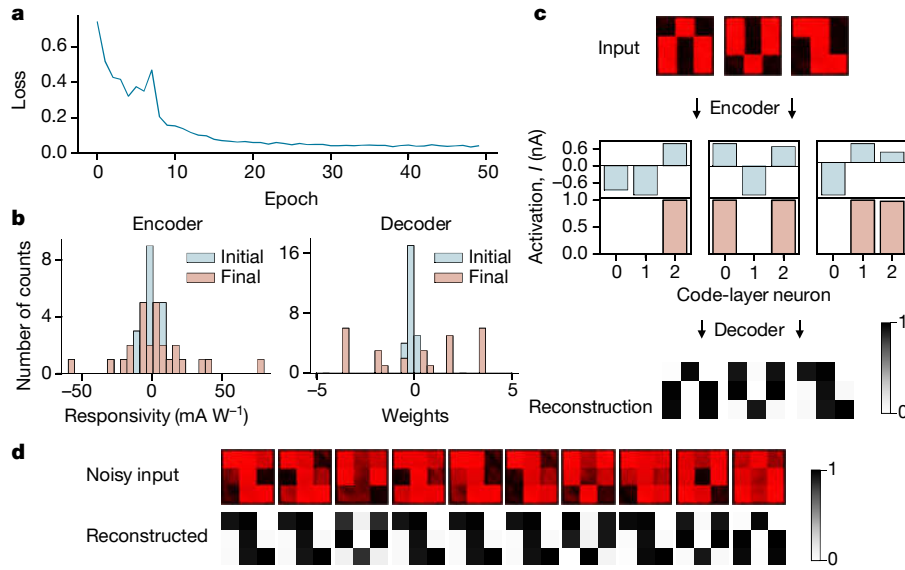 a
Loss
0.6
0.4
0.2
0.0
0 10 20 30 40 50
Epoch
b
Encoder
Number of counts
8
4
0
Initial
Final
−50 0 50
Responsivity (mA W⁻¹)
Decoder
16
8
0
Initial
Final
−5 0 5
Weights
c
Input
Encoder
Activation, I (nA)
0.6
0.0
−0.6
1.0
0.0
0 1 2 0 1 2 0 1 2
Code-layer neuron
Decoder
Reconstruction
1
0
d
Noisy input
Reconstructed
1
0